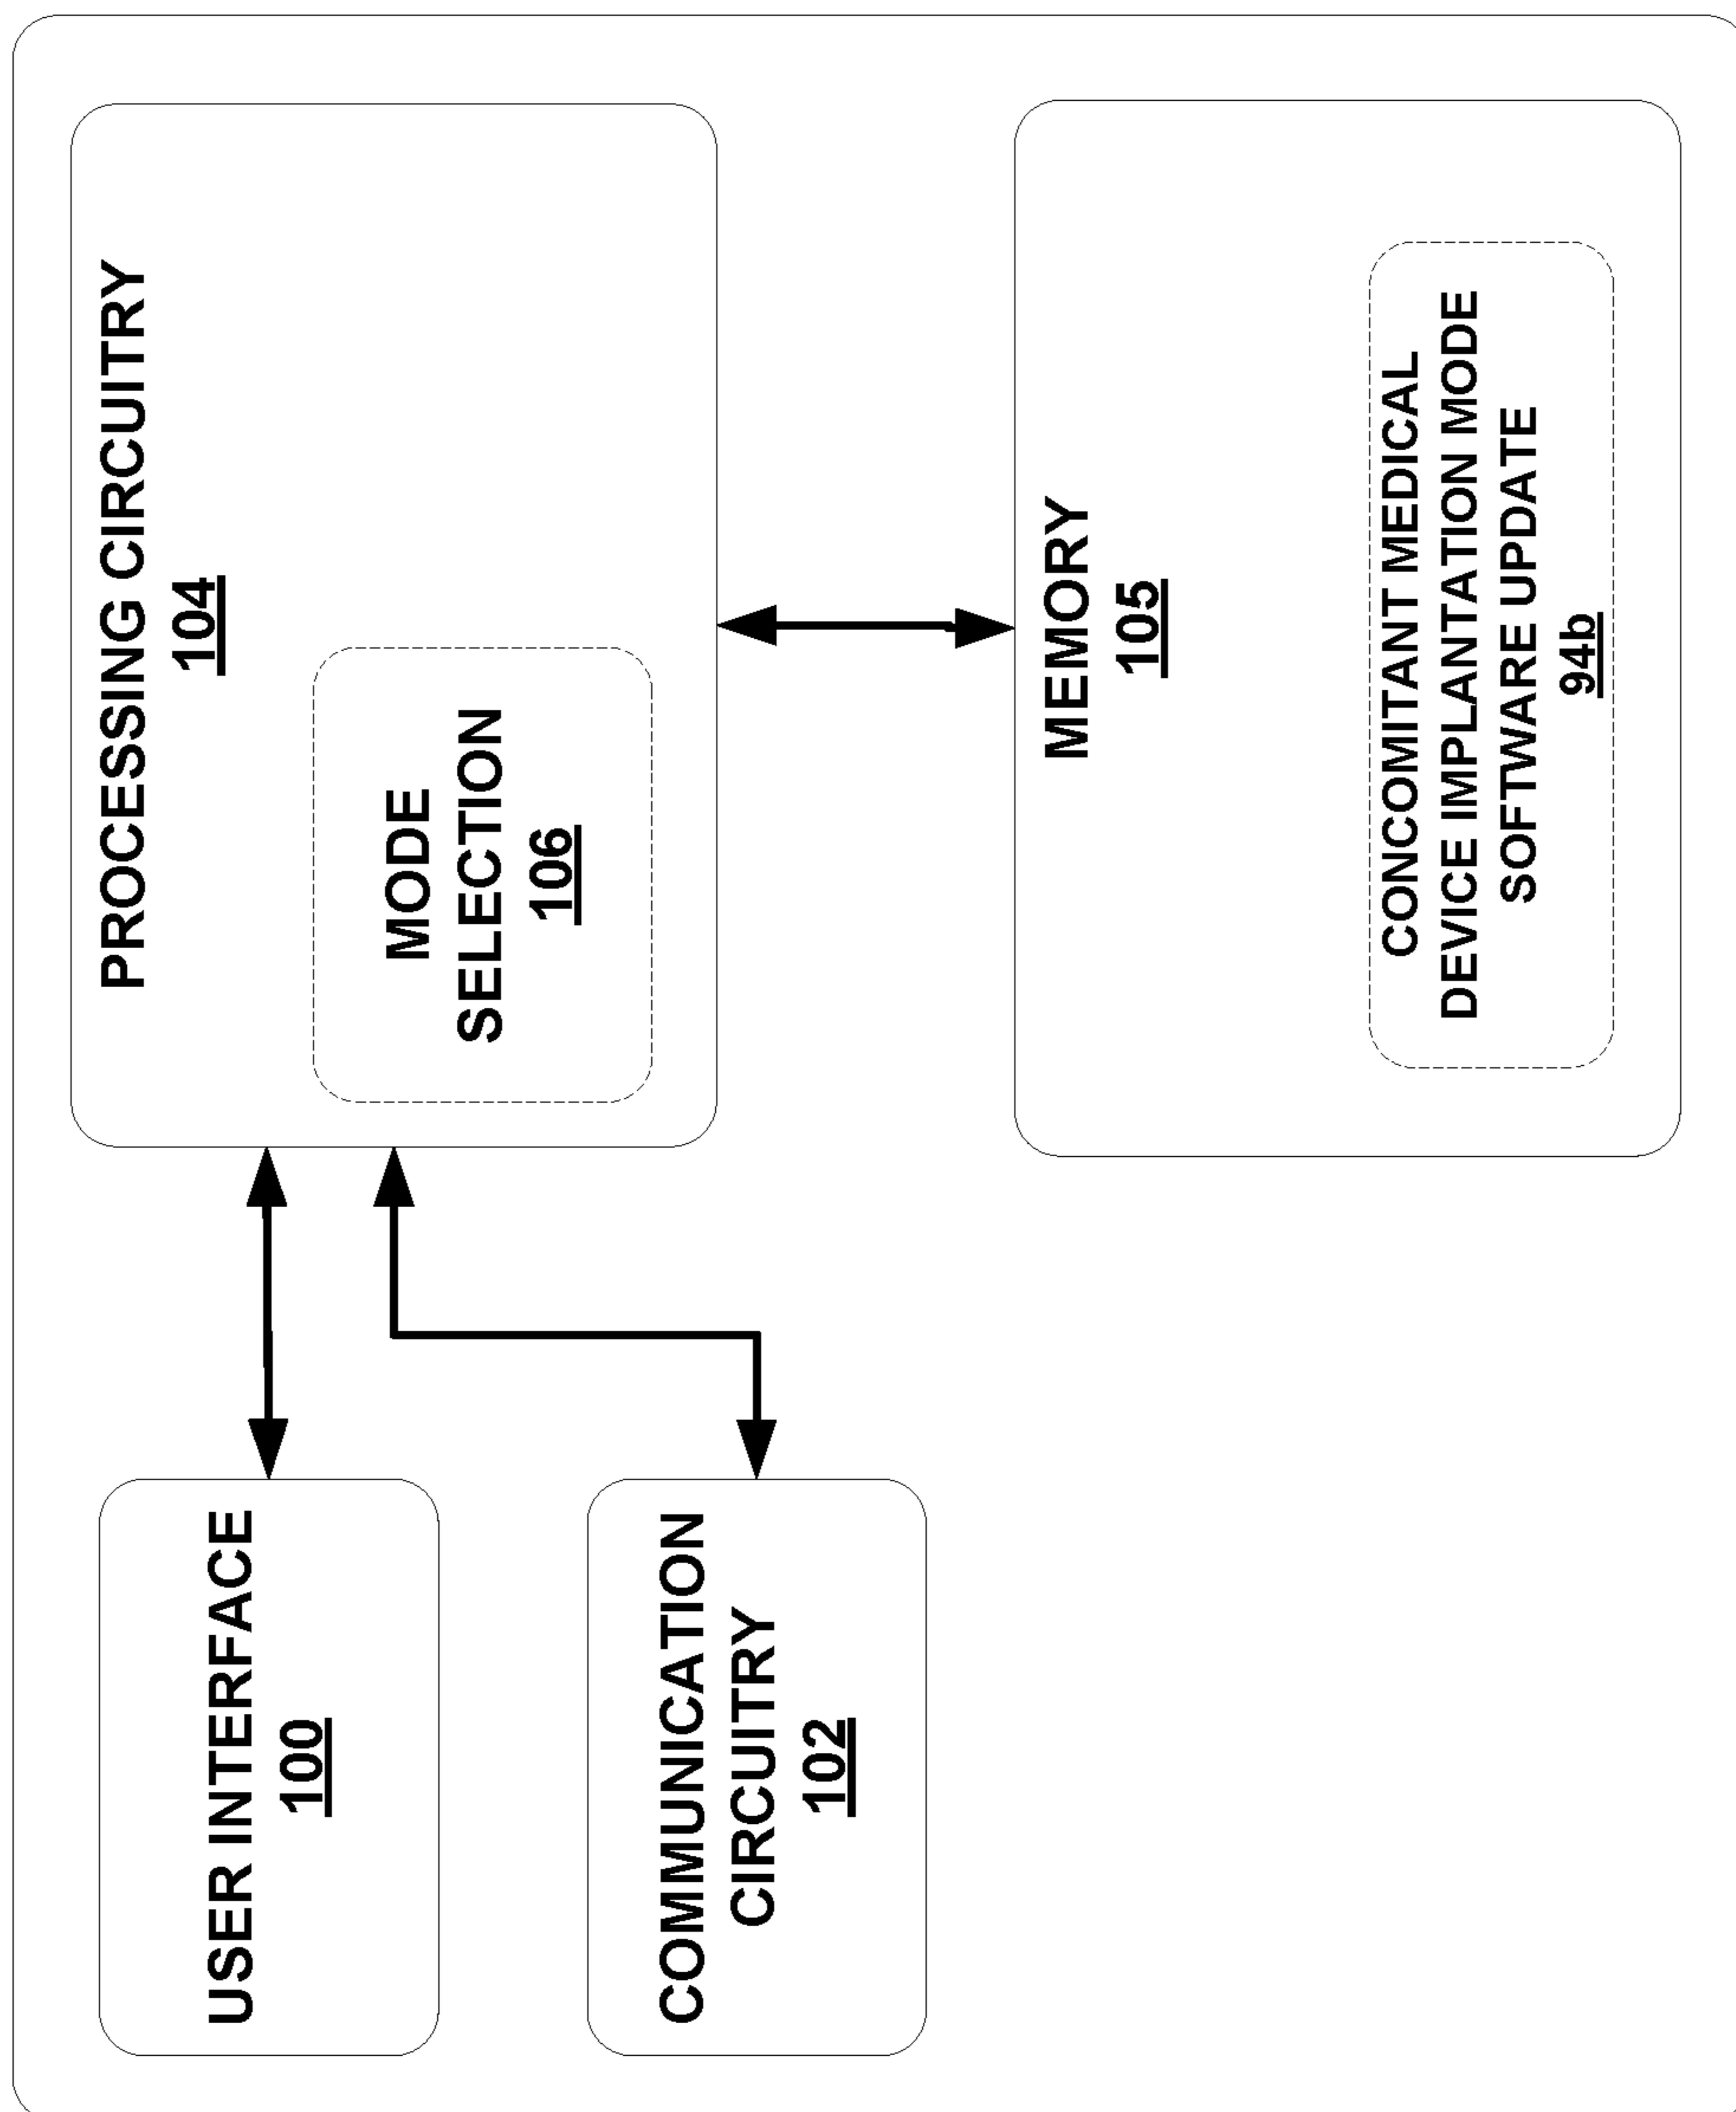 USER INTERFACE
100
COMMUNICATION
CIRCUITRY
102
PROCESSING CIRCUITRY
104
MODE
SELECTION
106
MEMORY
105
CONCOMITANT MEDICAL
DEVICE IMPLANTATION MODE
SOFTWARE UPDATE
94b